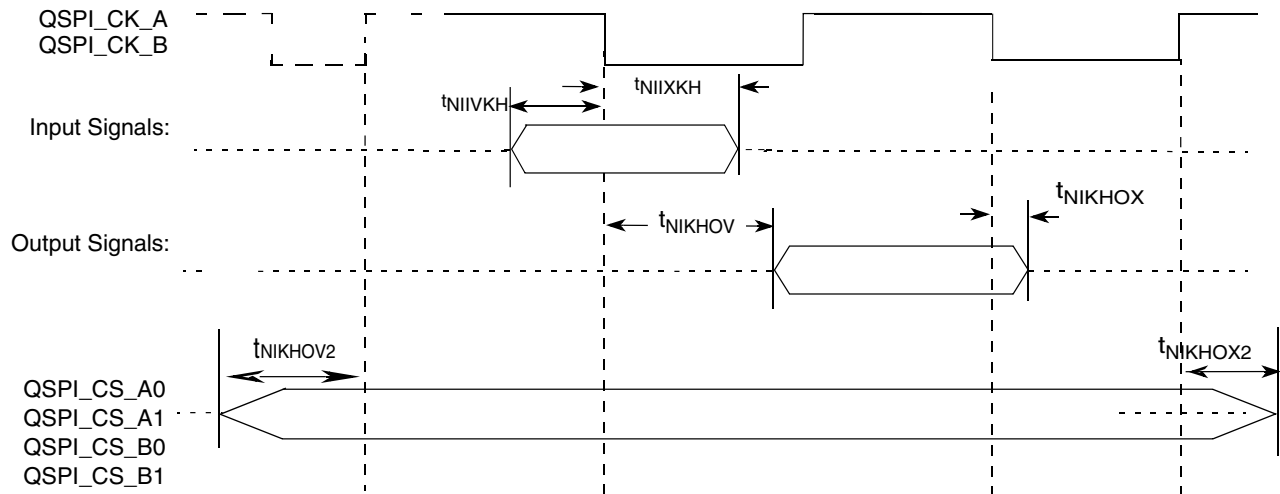 QSPI_CK_A
QSPI_CK_B
tNIIXKH
tNIIVKH
Input Signals:
tNIKHOX
tNIKHOV
Output Signals:
tNIKHOV2
tNIKHOX2
QSPI_CS_A0
QSPI_CS_A1
QSPI_CS_B0
QSPI_CS_B1